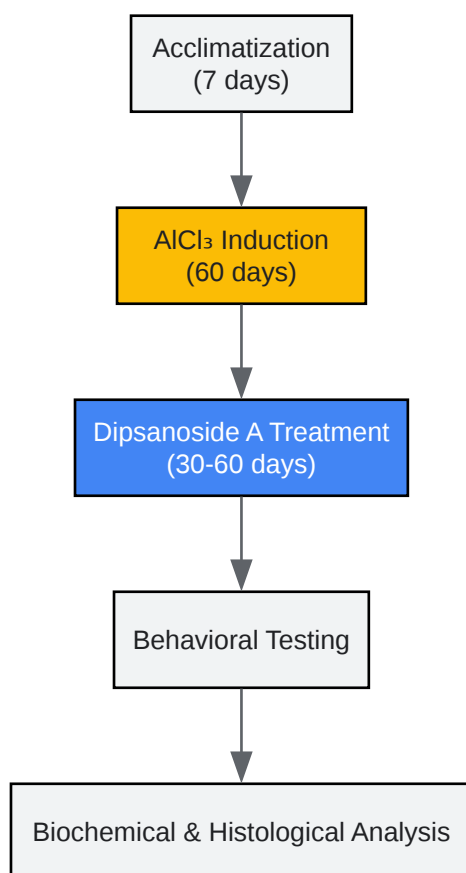 Acclimatization
(7 days)
AlCl₃ Induction
(60 days)
Dipsanoside A Treatment
(30-60 days)
Behavioral Testing
Biochemical & Histological Analysis